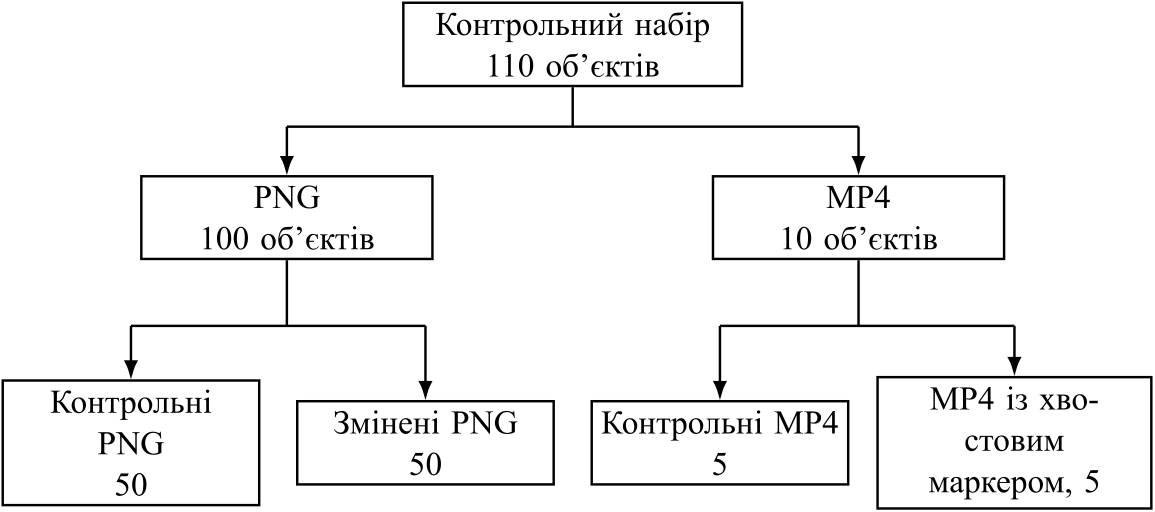 Контрольний набір
110 об’єктів
PNG
100 об’єктів
MP4
10 об’єктів
Контрольні
PNG
50
Змінені PNG
50
Контрольні MP4
5
MP4 із хво-
стовим
маркером, 5